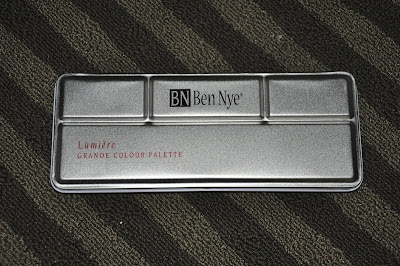 BN Ben Nye®
Lumière
GRANDE COLOUR PALETTE